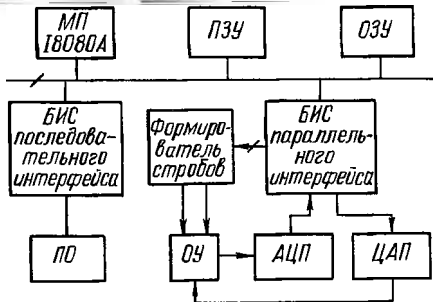 МП
I8080A
ПЗУ
ОЗУ
БИС
последова-
тельного
интерфейса
Формиро-
ватель
стробов
БИС
параллель-
ного
интерфейса
ПО
ОУ
АЦП
ЦАП